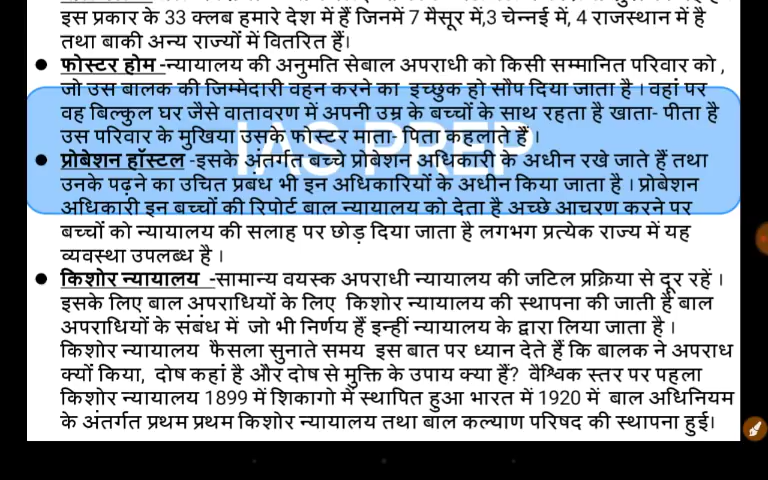 इस प्रकार के 33 क्लब हमारे देश में हैं जिनमें 7 मैसूर में,3 चेन्नई में, 4 राजस्थान में है
तथा बाकी अन्य राज्यों में वितरित हैं।
● फोस्टर होम -न्यायालय की अनुमति सेबाल अपराधी को किसी सम्मानित परिवार को ,
जो उस बालक की जिम्मेदारी वहन करने का इच्छुक हो सौप दिया जाता है । वहां पर
वह बिल्कुल घर जैसे वातावरण में अपनी उम्र के बच्चों के साथ रहता है खाता- पीता है
उस परिवार के मुखिया उसके फोस्टर माता- पिता कहलाते हैं ।
IAS PREP
● प्रोबेशन हॉस्टल -इसके अंतर्गत बच्चे प्रोबेशन अधिकारी के अधीन रखे जाते हैं तथा
उनके पढ़ने का उचित प्रबंध भी इन अधिकारियों के अधीन किया जाता है । प्रोबेशन
अधिकारी इन बच्चों की रिपोर्ट बाल न्यायालय को देता है अच्छे आचरण करने पर
बच्चों को न्यायालय की सलाह पर छोड़ दिया जाता है लगभग प्रत्येक राज्य में यह
व्यवस्था उपलब्ध है ।
● किशोर न्यायालय -सामान्य वयस्क अपराधी न्यायालय की जटिल प्रक्रिया से दूर रहें ।
इसके लिए बाल अपराधियों के लिए किशोर न्यायालय की स्थापना की जाती है बाल
अपराधियों के संबंध में जो भी निर्णय हैं इन्हीं न्यायालय के द्वारा लिया जाता है ।
किशोर न्यायालय फैसला सुनाते समय इस बात पर ध्यान देते हैं कि बालक ने अपराध
क्यों किया, दोष कहां है और दोष से मुक्ति के उपाय क्या हैं? वैश्विक स्तर पर पहला
किशोर न्यायालय 1899 में शिकागो में स्थापित हुआ भारत में 1920 में बाल अधिनियम
के अंतर्गत प्रथम प्रथम किशोर न्यायालय तथा बाल कल्याण परिषद की स्थापना हुई।